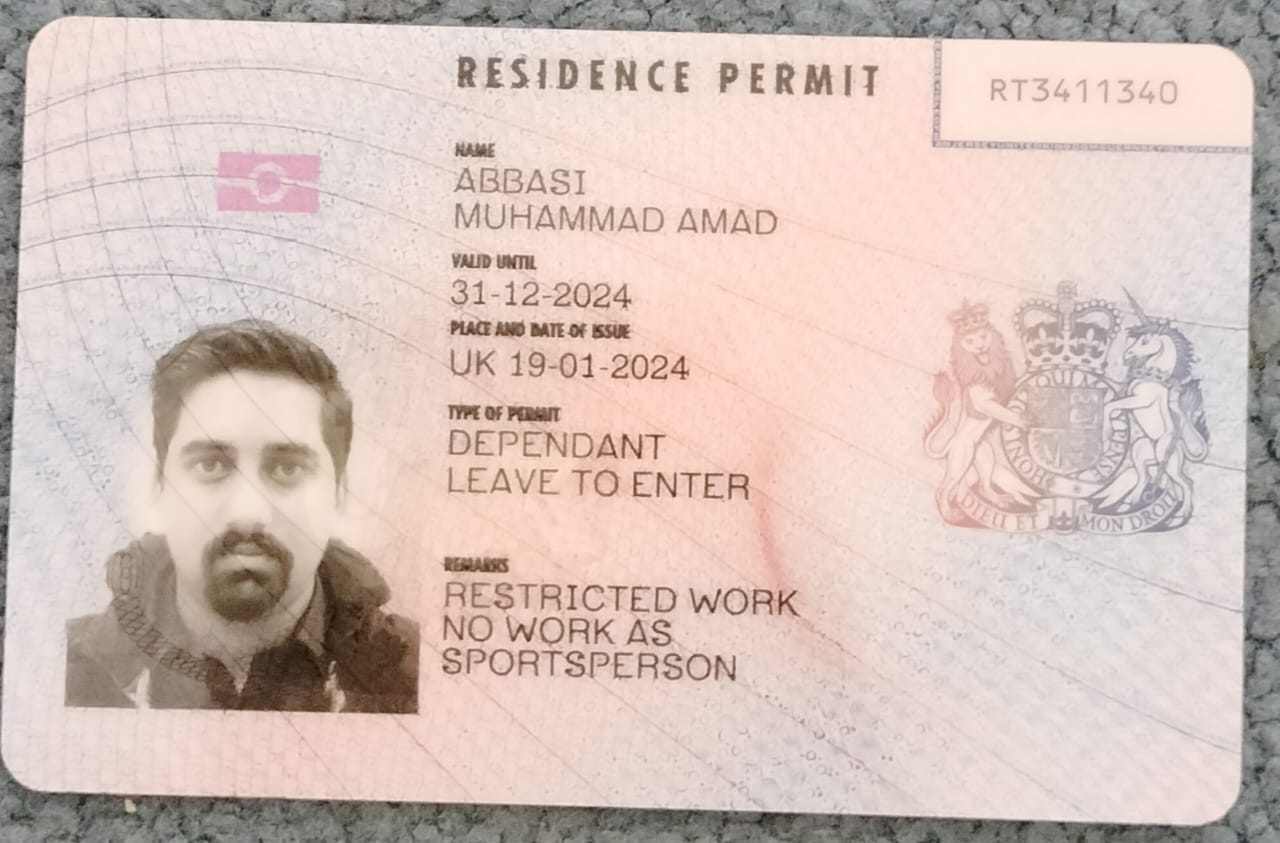 RESIDENCE PERMIT
RT3411340
NAME
ABBASI
MUHAMMAD AMAD
VALID UNTIL
31-12-2024
PLACE AND DATE OF ISSUE
UK 19-01-2024
TYPE OF PERMIT
DEPENDANT
LEAVE TO ENTER
REMARKS
RESTRICTED WORK
NO WORK AS
SPORTSPERSON
DIEU ET MON DROIT